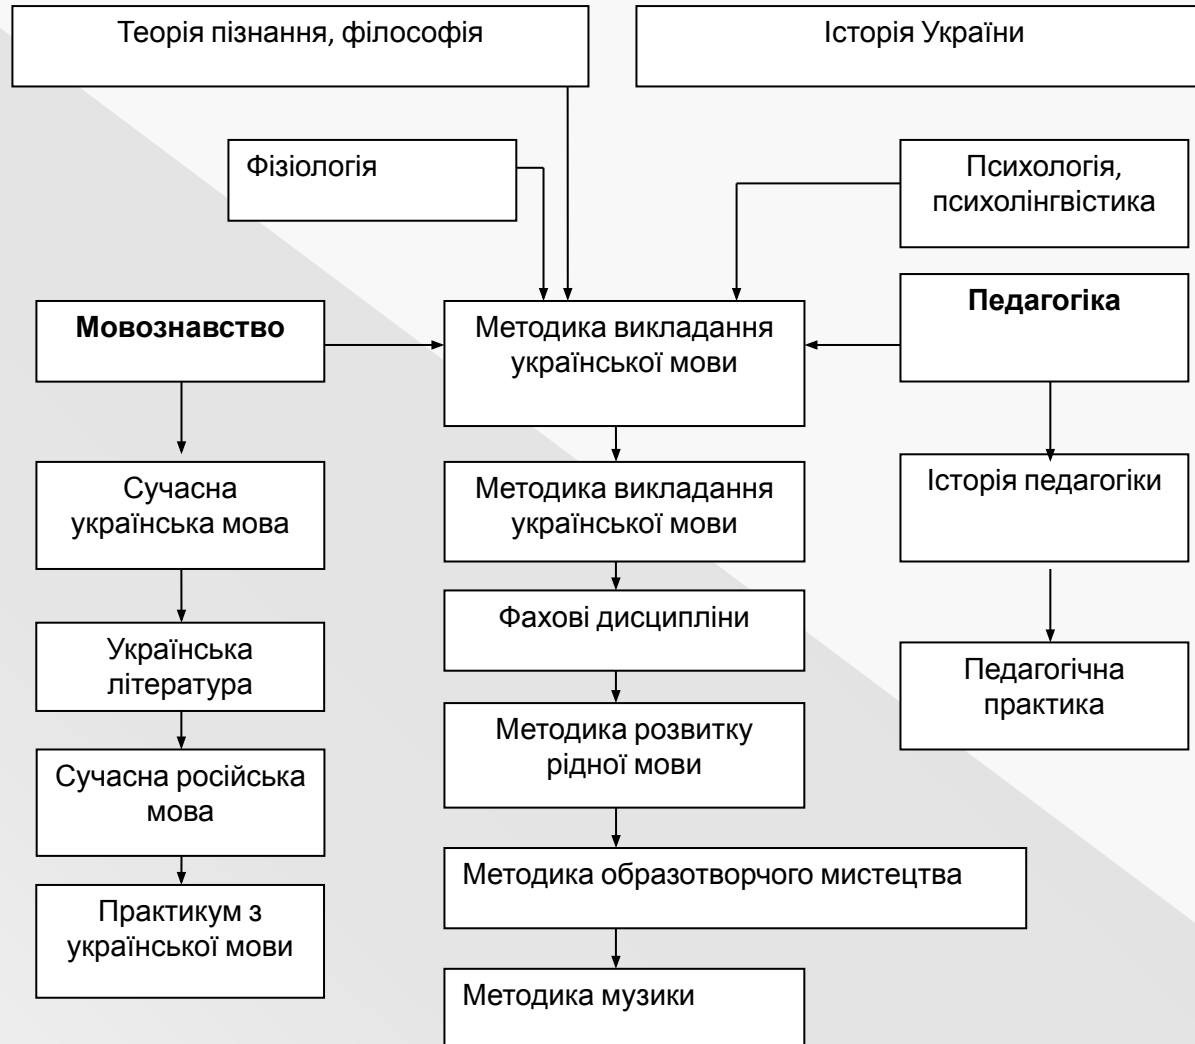 Теорія пізнання, філософія
Історія України
Фізіологія
Психологія,
психолінгвістика
Мовознавство
Методика викладання
української мови
Педагогіка
Сучасна
українська мова
Методика викладання
української мови
Історія педагогіки
Фахові дисципліни
Українська
література
Педагогічна
практика
Методика розвитку
рідної мови
Сучасна російська
мова
Методика образотворчого мистецтва
Практикум з
української мови
Методика музики